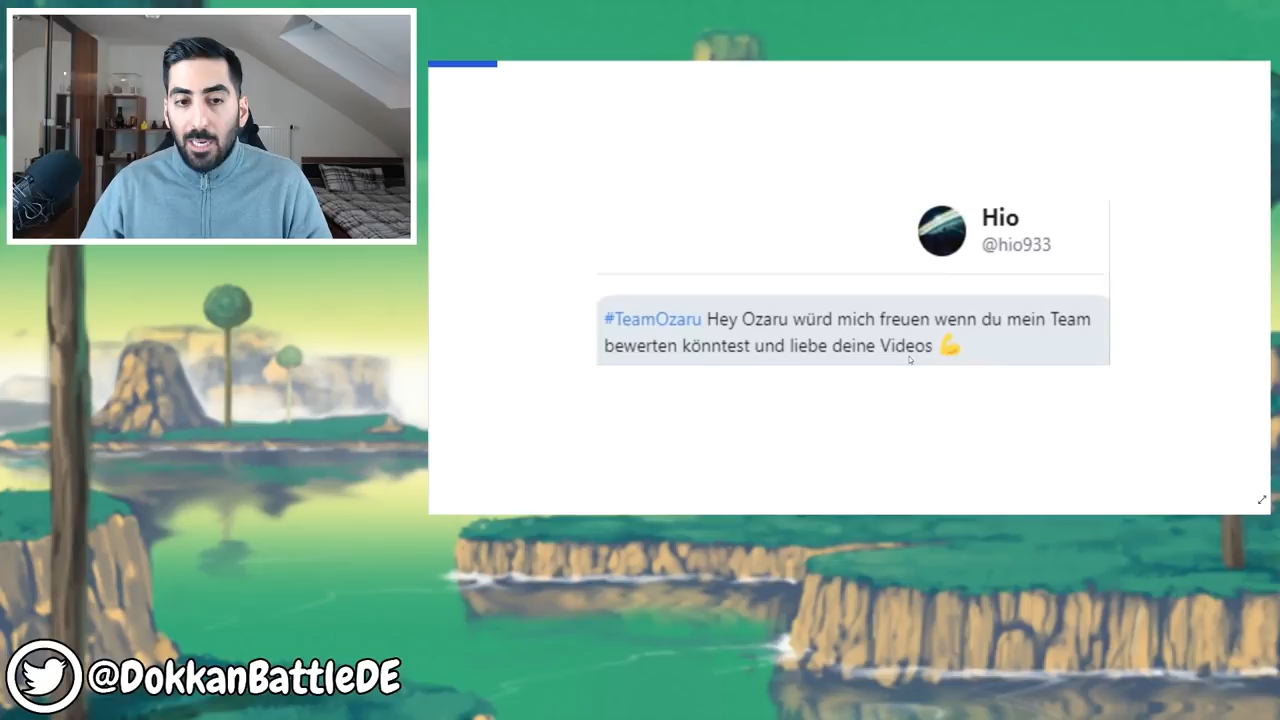 Hio
@hio933
#TeamOzaru Hey Ozaru würd mich freuen wenn du mein Team
bewerten könntest und liebe deine Videos 💪
@DokkanBattleDE